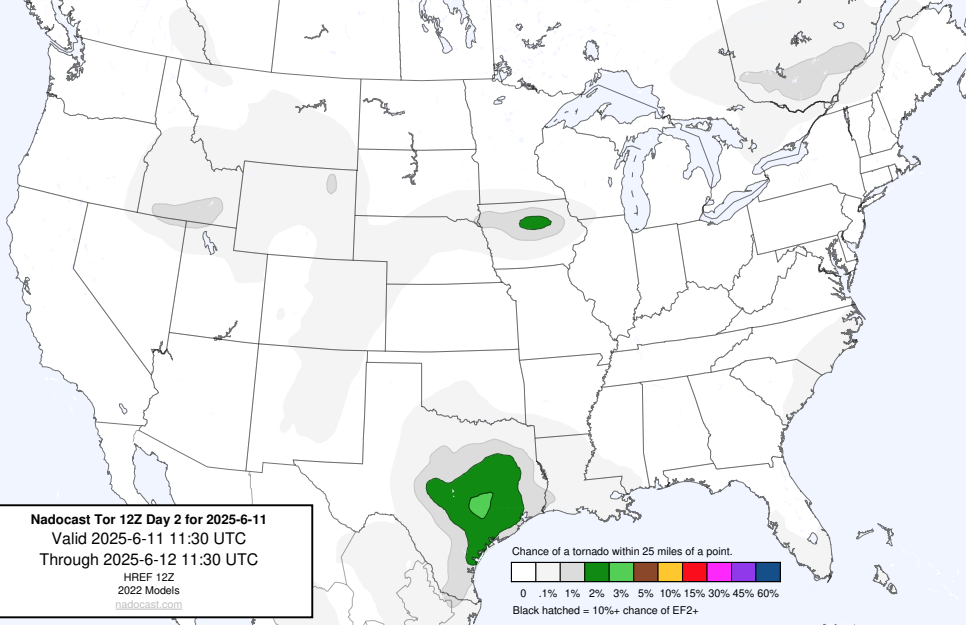 Nadocast Tor 12Z Day 2 for 2025-6-11
Valid 2025-6-11 11:30 UTC
Through 2025-6-12 11:30 UTC
HREF 12Z
2022 Models
nadocast.com
Chance of a tornado within 25 miles of a point.
0 .1% 1% 2% 3% 5% 10% 15% 30% 45% 60%
Black hatched = 10%+ chance of EF2+